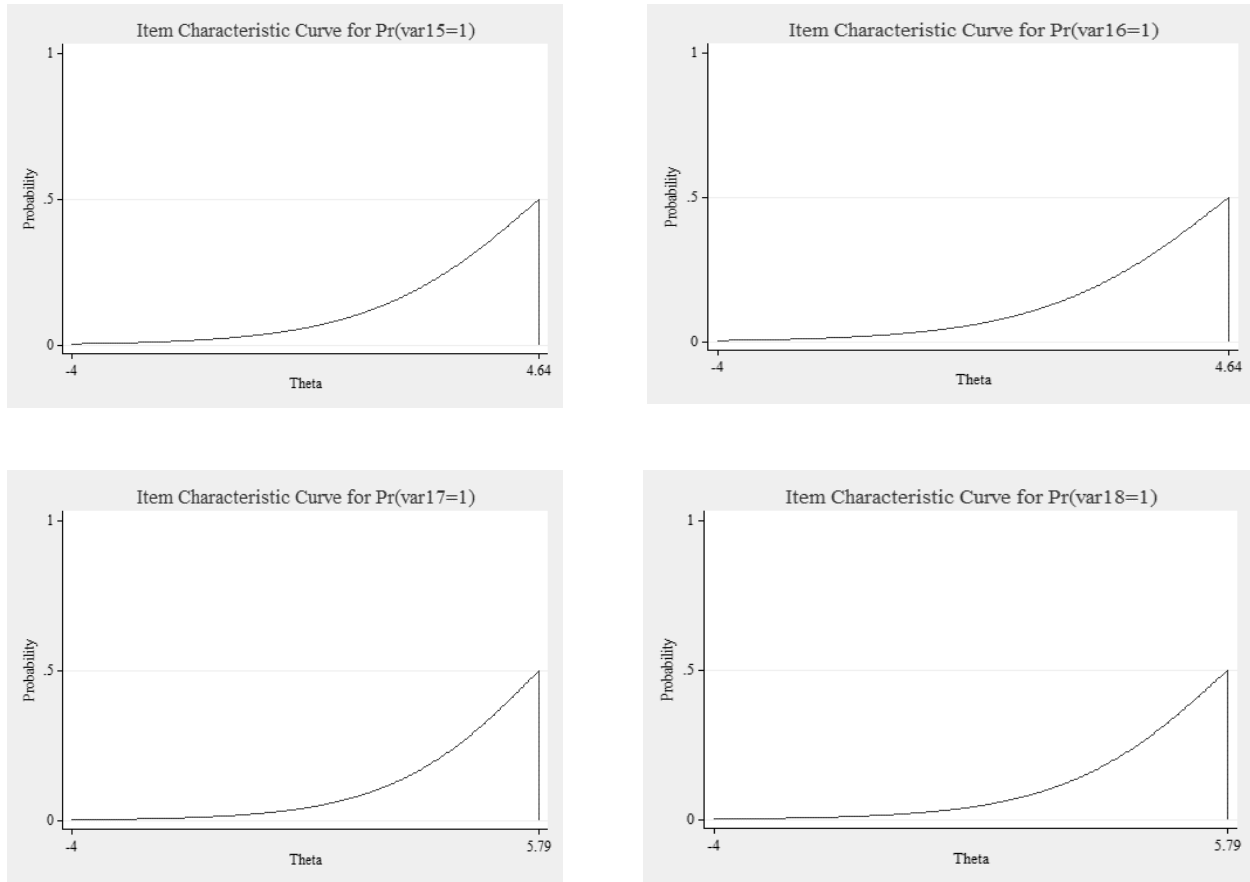 Item Characteristic Curve for Pr(var15=1)
1
Probability
.5
0
-4
4.64
Theta
Item Characteristic Curve for Pr(var16=1)
1
Probability
.5
0
-4
4.64
Theta
Item Characteristic Curve for Pr(var17=1)
1
Probability
.5
0
-4
5.79
Theta
Item Characteristic Curve for Pr(var18=1)
1
Probability
.5
0
-4
5.79
Theta